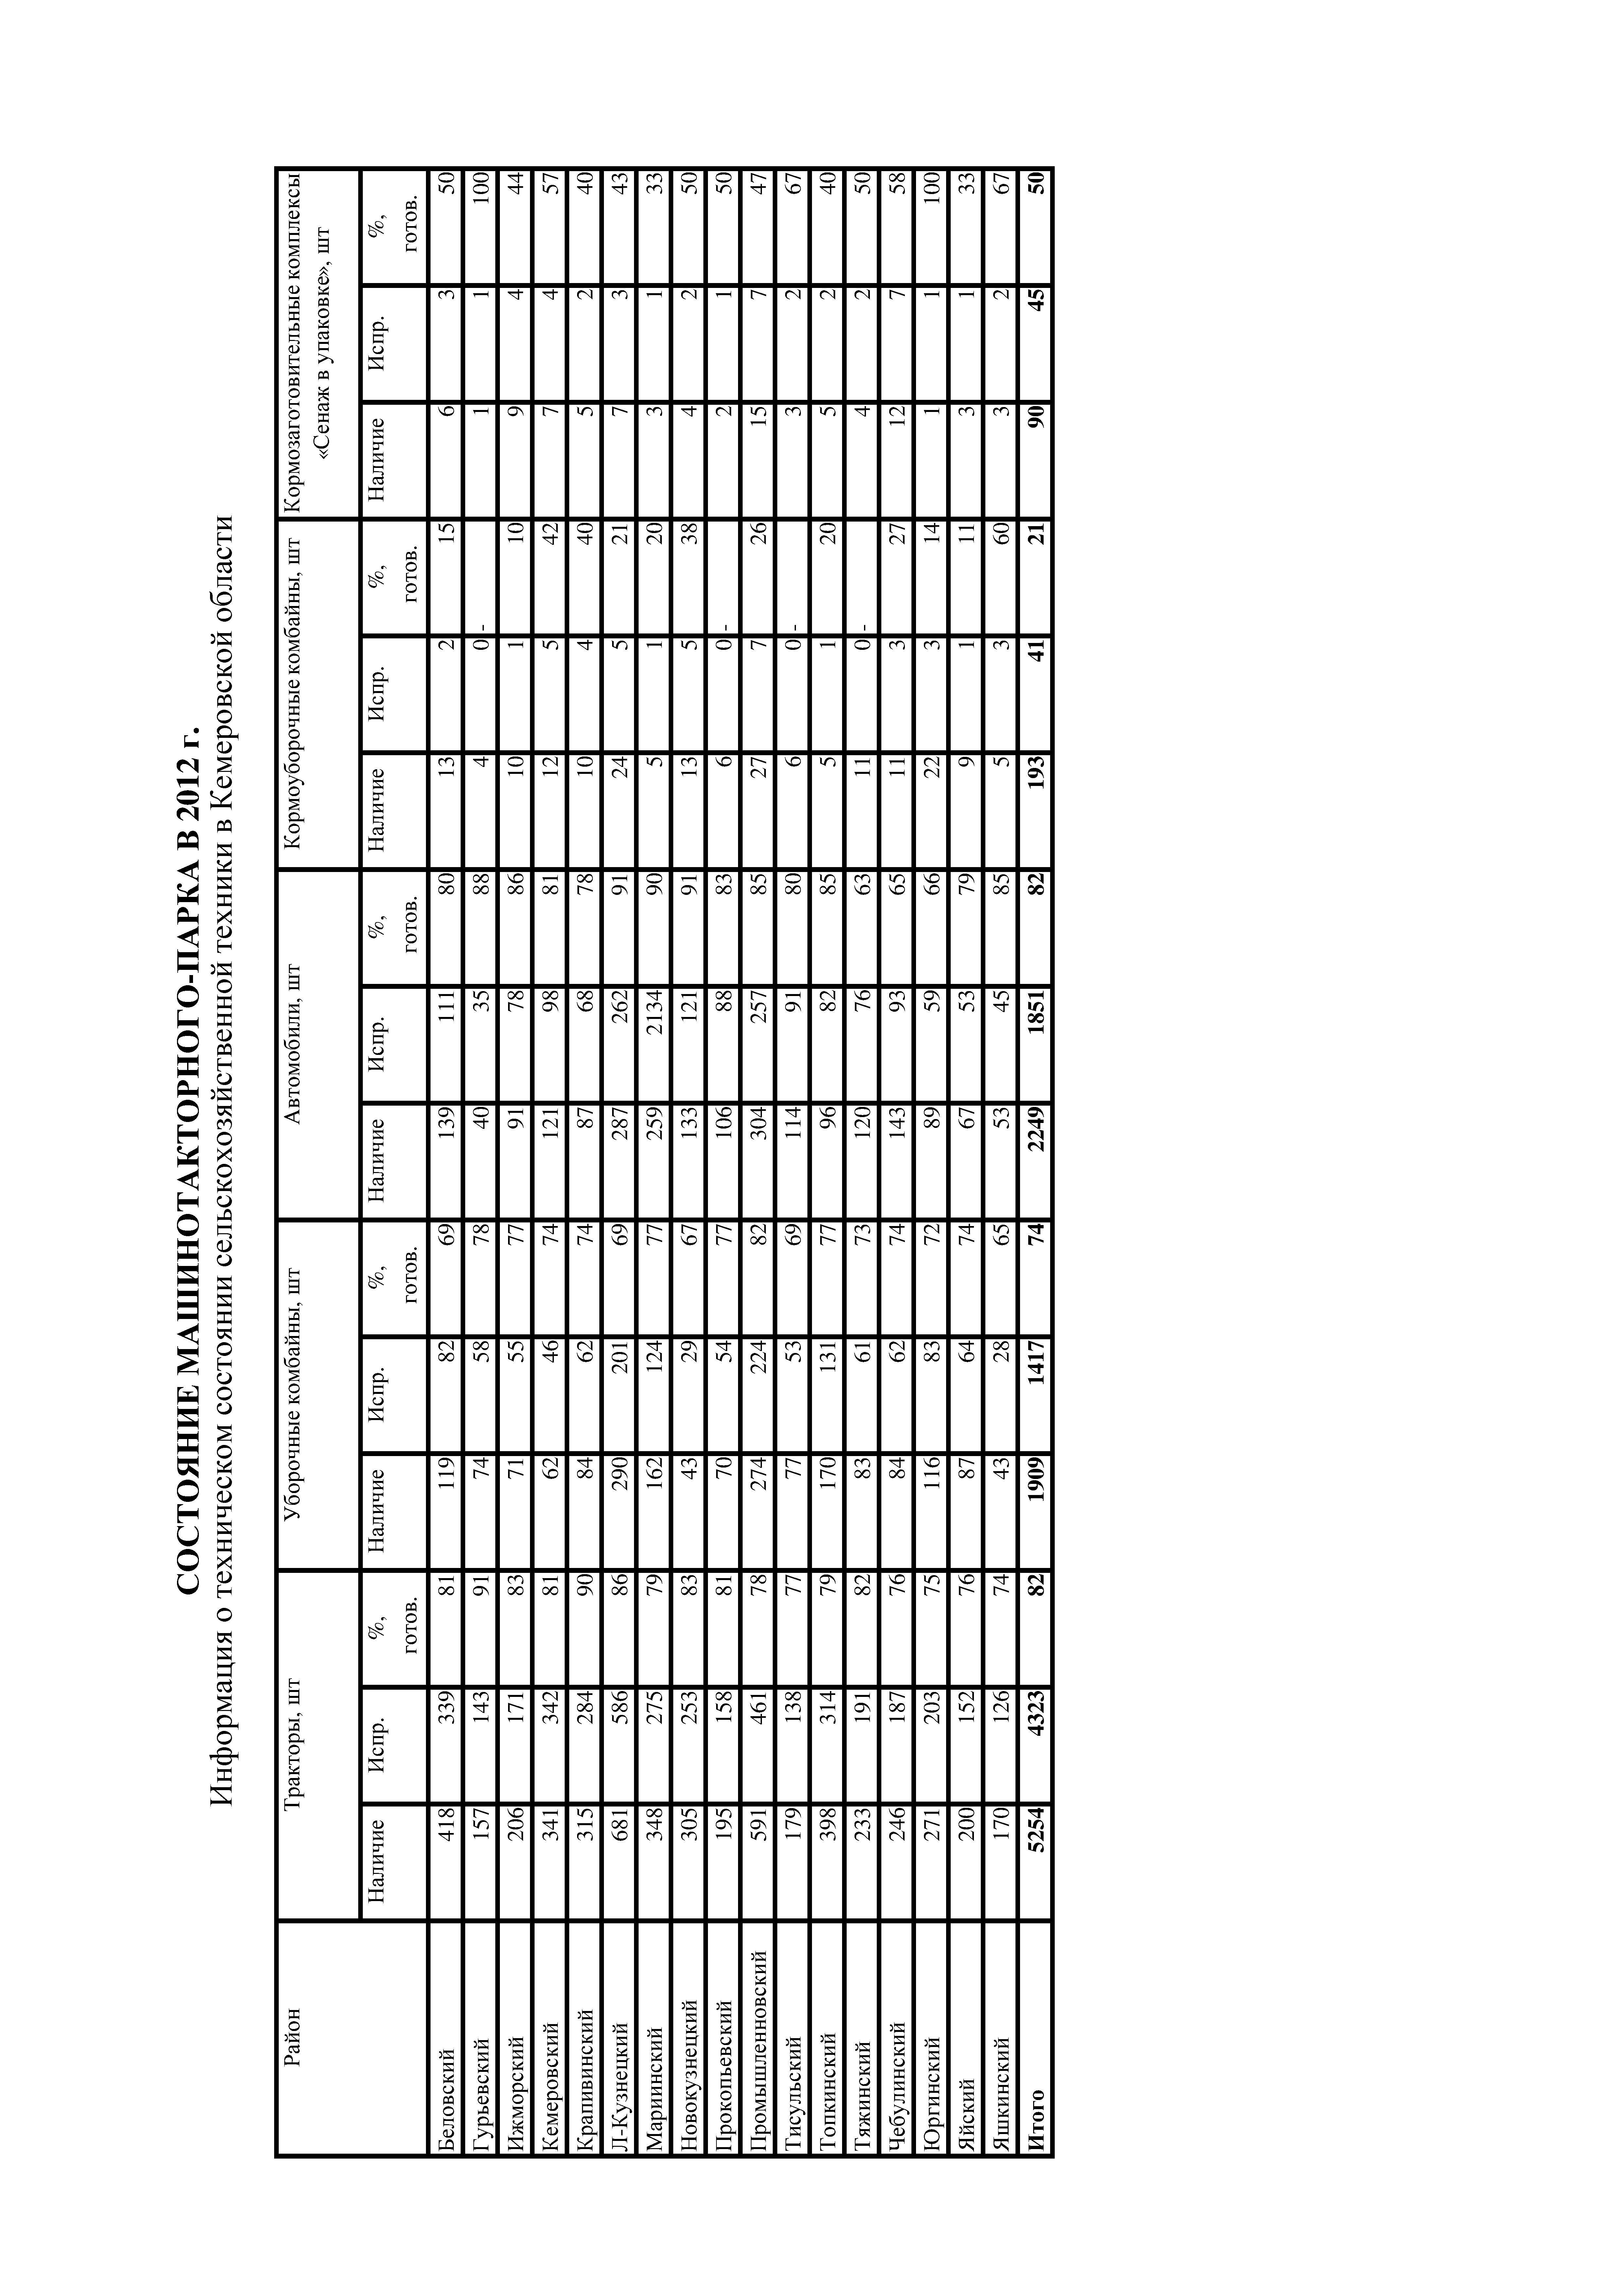 СОСТОЯНИЕ МАШИНОТАКТОРНОГО-ПАРКА В 2012 г.
Информация о техническом состоянии сельскохозяйственной техники в Кемеровской области
Район Тракторы, шт Уборочные комбайны, шт Автомобили, шт Кормоуборочные комбайны, шт Кормозаготовительные комплексы
«Сенаж в упаковке», шт
Наличие Испр. %, Наличие Испр. %, Наличие Испр. %, Наличие Испр. %, Наличие Испр. %,
готов. готов. готов. готов. готов.
Беловский 418 339 81 119 82 69 139 111 80 13 2 15 6 3 50
Гурьевский 157 143 91 74 58 78 40 35 88 4 0 - 1 1 100
Ижморский 206 171 83 71 55 77 91 78 86 10 1 10 9 4 44
Кемеровский 341 342 81 62 46 74 121 98 81 12 5 42 7 4 57
Крапивинский 315 284 90 84 62 74 87 68 78 10 4 40 5 2 40
Л-Кузнецкий 681 586 86 290 201 69 287 262 91 24 5 21 7 3 43
Мариинский 348 275 79 162 124 77 259 2134 90 5 1 20 3 1 33
Новокузнецкий 305 253 83 43 29 67 133 121 91 13 5 38 4 2 50
Прокопьевский 195 158 81 70 54 77 106 88 83 6 0 - 2 1 50
Промышленновский 591 461 78 274 224 82 304 257 85 27 7 26 15 7 47
Тисульский 179 138 77 77 53 69 114 91 80 6 0 - 3 2 67
Топкинский 398 314 79 170 131 77 96 82 85 5 1 20 5 2 40
Тяжинский 233 191 82 83 61 73 120 76 63 11 0 - 4 2 50
Чебулинский 246 187 76 84 62 74 143 93 65 11 3 27 12 7 58
Юргинский 271 203 75 116 83 72 89 59 66 22 3 14 1 1 100
Яйский 200 152 76 87 64 74 67 53 79 9 1 11 3 1 33
Яшкинский 170 126 74 43 28 65 53 45 85 5 3 60 3 2 67
Итого 5254 4323 82 1909 1417 74 2249 1851 82 193 41 21 90 45 50